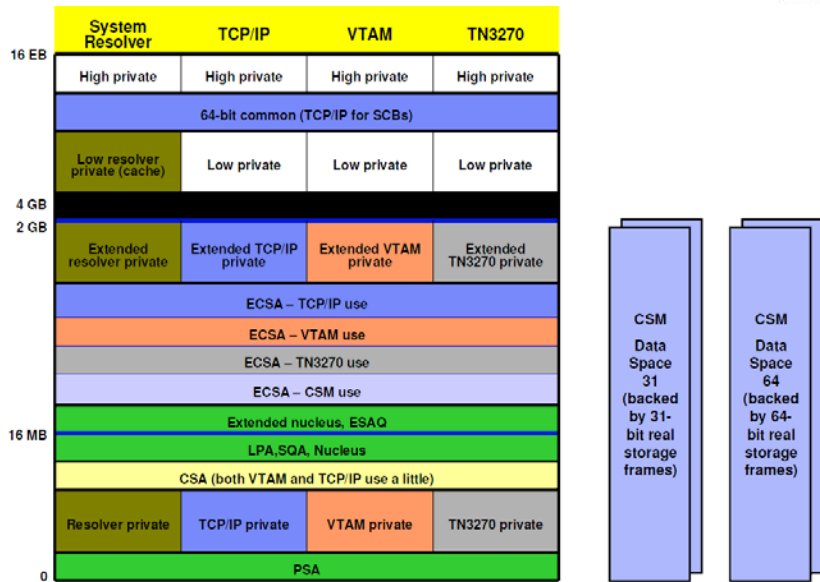 System
Resolver
TCP/IP
VTAM
TN3270
16 EB
High private
High private
High private
High private
64-bit common (TCP/IP for SCBs)
Low resolver
private (cache)
Low private
Low private
Low private
4 GB
2 GB
Extended
resolver private
Extended TCP/IP
private
Extended VTAM
private
Extended
TN3270 private
ECSA – TCP/IP use
ECSA – VTAM use
ECSA – TN3270 use
ECSA – CSM use
Extended nucleus, ESAQ
16 MB
LPA,SQA, Nucleus
CSA (both VTAM and TCP/IP use a little)
Resolver private
TCP/IP private
VTAM private
TN3270 private
0
PSA
CSM
Data
Space
31
(backed
by 31-
bit real
storage
frames)
CSM
Data
Space
64
(backed
by 64-
bit real
storage
frames)